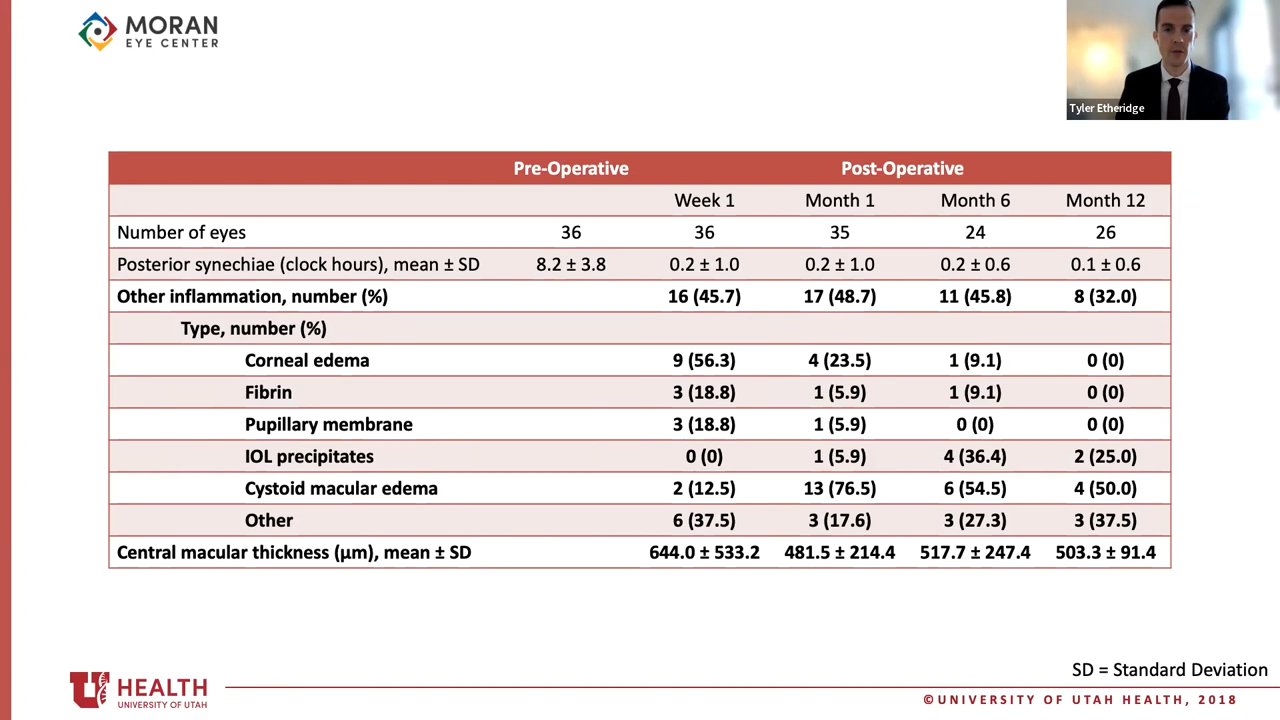 MORAN
EYE CENTER
Tyler Etheridge
Pre-Operative Post-Operative
Week 1 Month 1 Month 6 Month 12
Number of eyes 36 36 35 24 26
Posterior synechiae (clock hours), mean ± SD 8.2 ± 3.8 0.2 ± 1.0 0.2 ± 1.0 0.2 ± 0.6 0.1 ± 0.6
Other inflammation, number (%) 16 (45.7) 17 (48.7) 11 (45.8) 8 (32.0)
Type, number (%)
Corneal edema 9 (56.3) 4 (23.5) 1 (9.1) 0 (0)
Fibrin 3 (18.8) 1 (5.9) 1 (9.1) 0 (0)
Pupillary membrane 3 (18.8) 1 (5.9) 0 (0) 0 (0)
IOL precipitates 0 (0) 1 (5.9) 4 (36.4) 2 (25.0)
Cystoid macular edema 2 (12.5) 13 (76.5) 6 (54.5) 4 (50.0)
Other 6 (37.5) 3 (17.6) 3 (27.3) 3 (37.5)
Central macular thickness (μm), mean ± SD 644.0 ± 533.2 481.5 ± 214.4 517.7 ± 247.4 503.3 ± 91.4
SD = Standard Deviation
U HEALTH
UNIVERSITY OF UTAH
©UNIVERSITY OF UTAH HEALTH, 2018